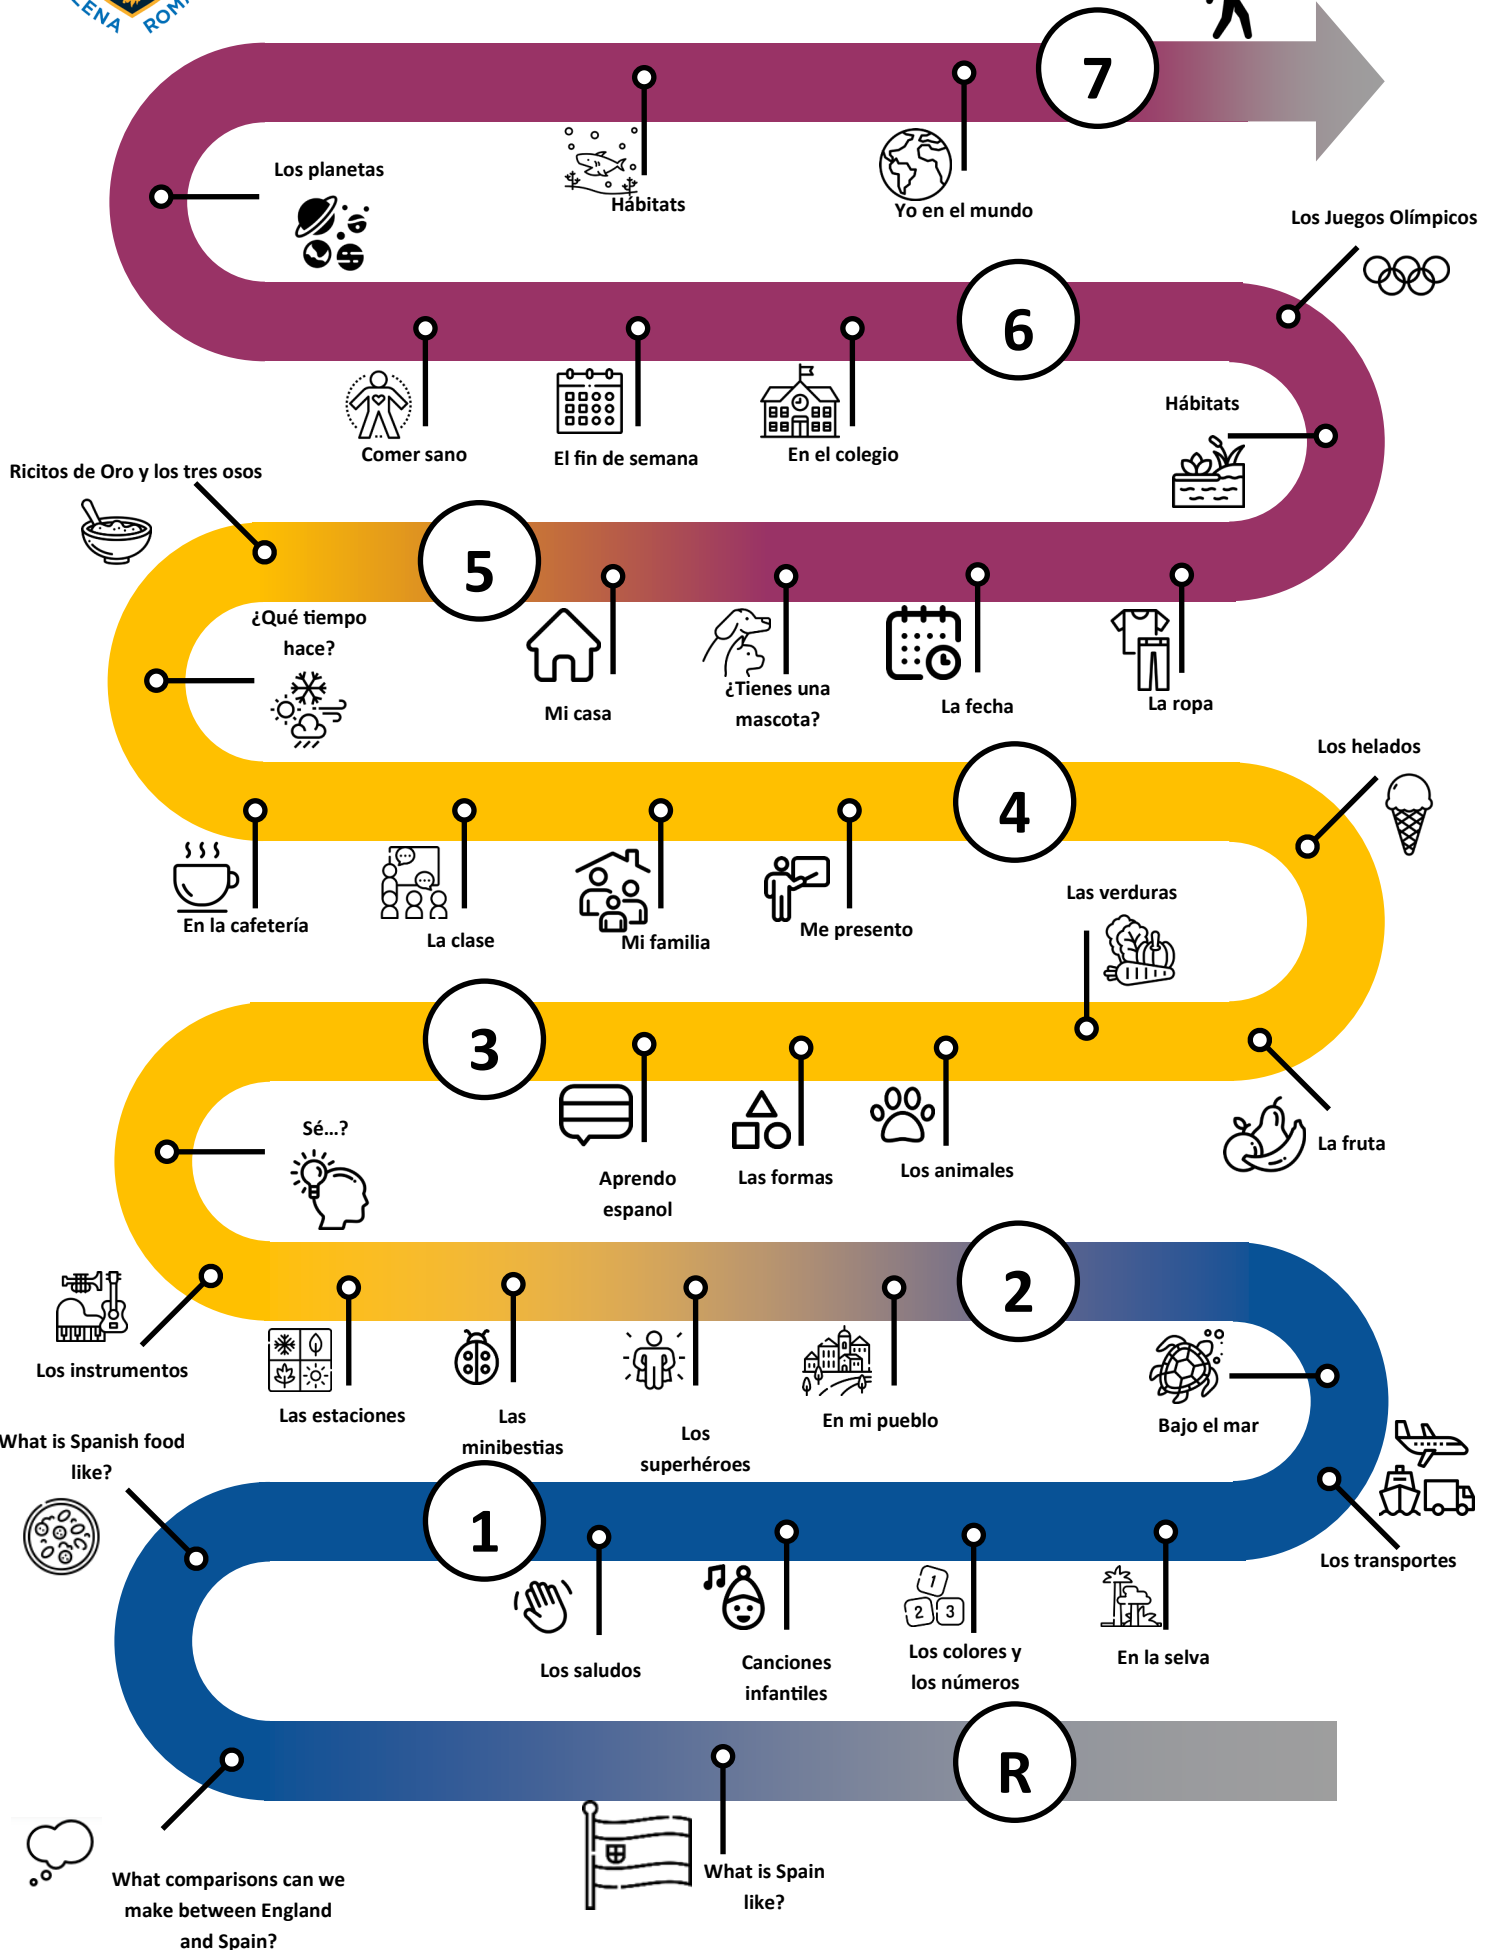 7
Los planetas
Hábitats
Yo en el mundo
Los Juegos Olímpicos
6
Hábitats
Comer sano
El fin de semana
En el colegio
Ricitos de Oro y los tres osos
5
¿Qué tiempo
hace?
Mi casa
¿Tienes una
mascota?
La fecha
La ropa
Los helados
4
En la cafetería
La clase
Mi familia
Me presento
Las verduras
3
Sé...?
Aprendo
espanol
Las formas
Los animales
La fruta
2
Los instrumentos
Las estaciones
Las
minibestias
Los
superhéroes
En mi pueblo
Bajo el mar
What is Spanish food
like?
1
Los transportes
Los saludos
Canciones
infantiles
1
2 3
Los colores y
los números
En la selva
R
What comparisons can we
make between England
and Spain?
What is Spain
like?